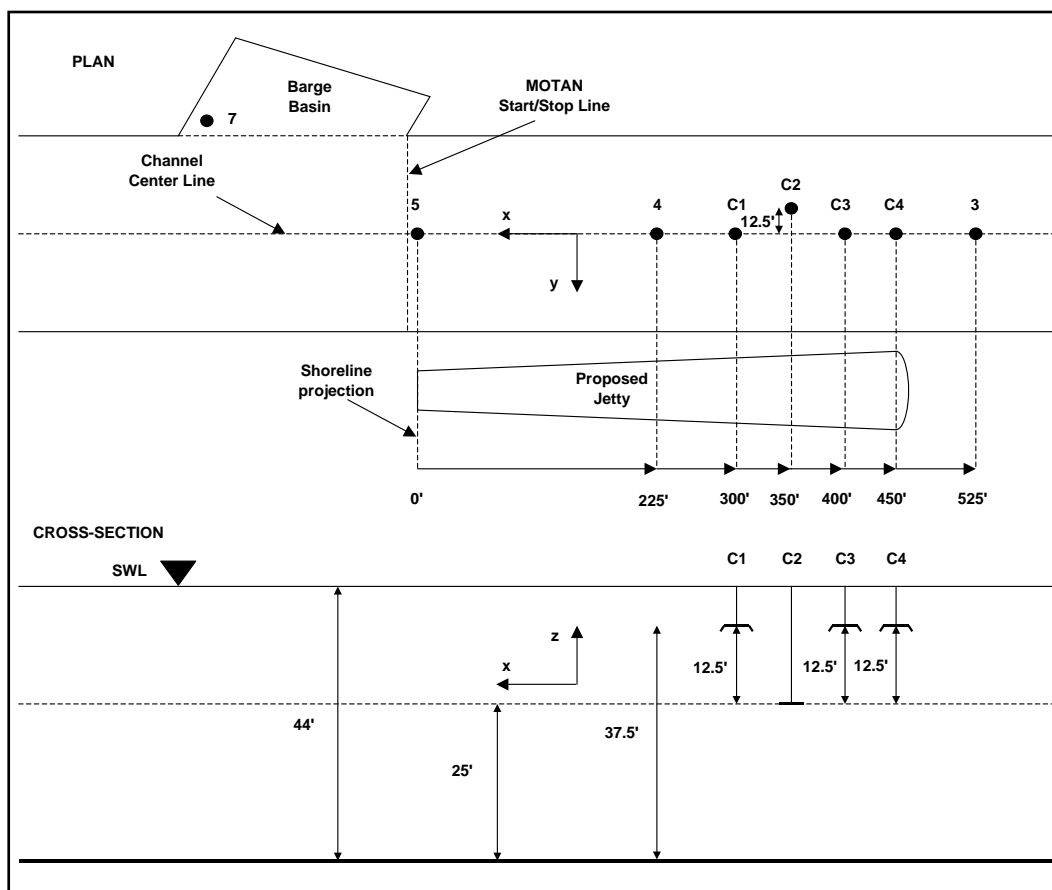 PLAN
Barge
Basin
MOTAN
Start/Stop Line
7
Channel
Center Line
C2
5
x
4
C1
12.5'
C3
C4
3
y
Shoreline
projection
Proposed
Jetty
0'
225'
300'
350'
400'
450'
525'
CROSS-SECTION
SWL
C1
C2
C3
C4
z
x
12.5'
12.5'
12.5'
44'
37.5'
25'